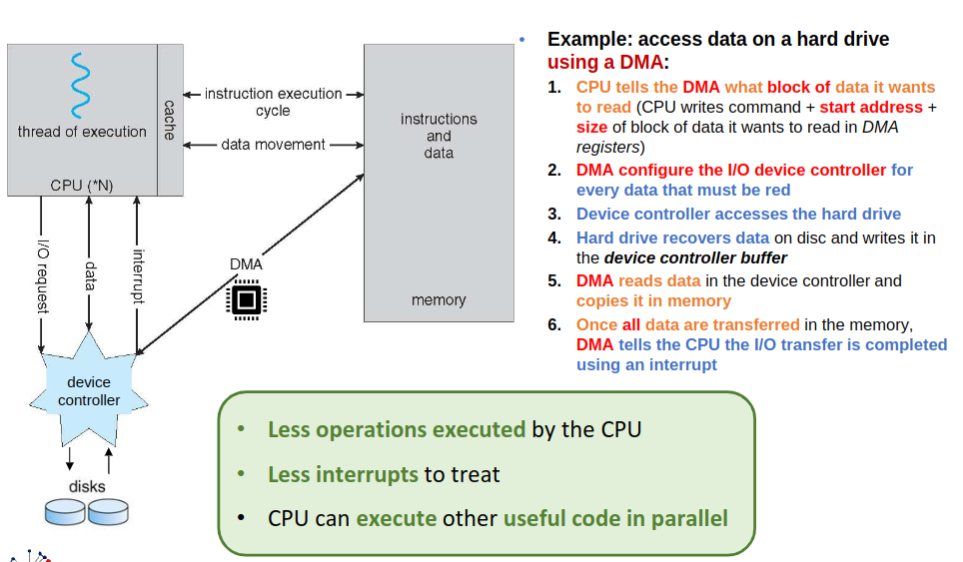 thread of execution
cache
CPU (*N)
instruction execution
cycle
data movement
instructions
and
data
memory
I/O request
data
interrupt
DMA
device
controller
disks
• Example: access data on a hard drive
using a DMA:
1. CPU tells the DMA what block of data it wants
to read (CPU writes command + start address +
size of block of data it wants to read in DMA
registers)
2. DMA configure the I/O device controller for
every data that must be red
3. Device controller accesses the hard drive
4. Hard drive recovers data on disc and writes it in
the device controller buffer
5. DMA reads data in the device controller and
copies it in memory
6. Once all data are transferred in the memory,
DMA tells the CPU the I/O transfer is completed
using an interrupt
• Less operations executed by the CPU
• Less interrupts to treat
• CPU can execute other useful code in parallel